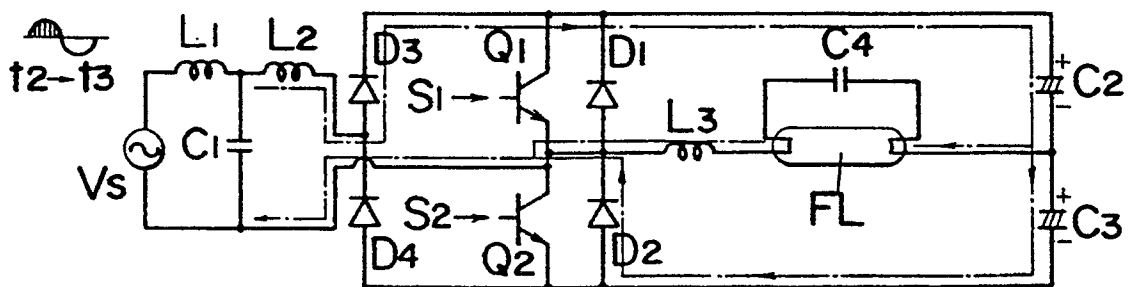 t2→t3
L1
L2
Vs
C1
D3
D4
Q1
S1
S2
Q2
D1
D2
L3
C4
FL
+
C2
−
+
C3
−